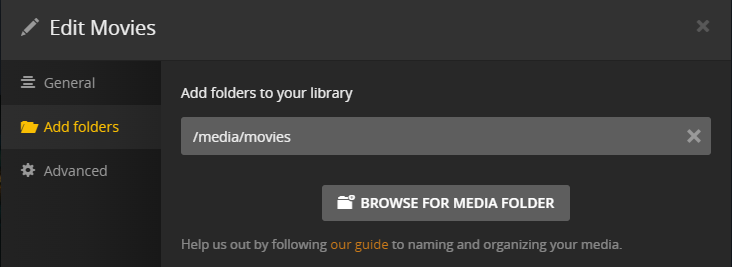 Edit Movies
General
Add folders
Advanced
Add folders to your library
/media/movies
BROWSE FOR MEDIA FOLDER
Help us out by following our guide to naming and organizing your media.